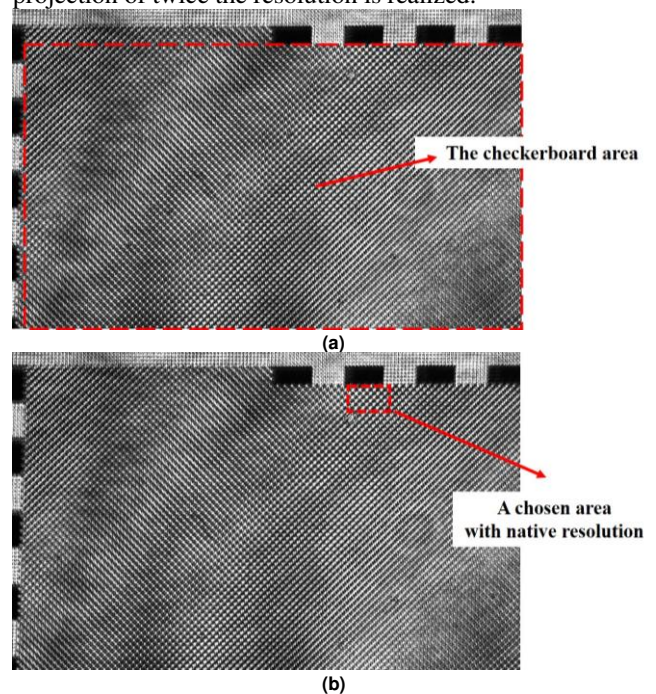 projection of twice the resolution is realized.
The checkerboard area
(a)
A chosen area
with native resolution
(b)